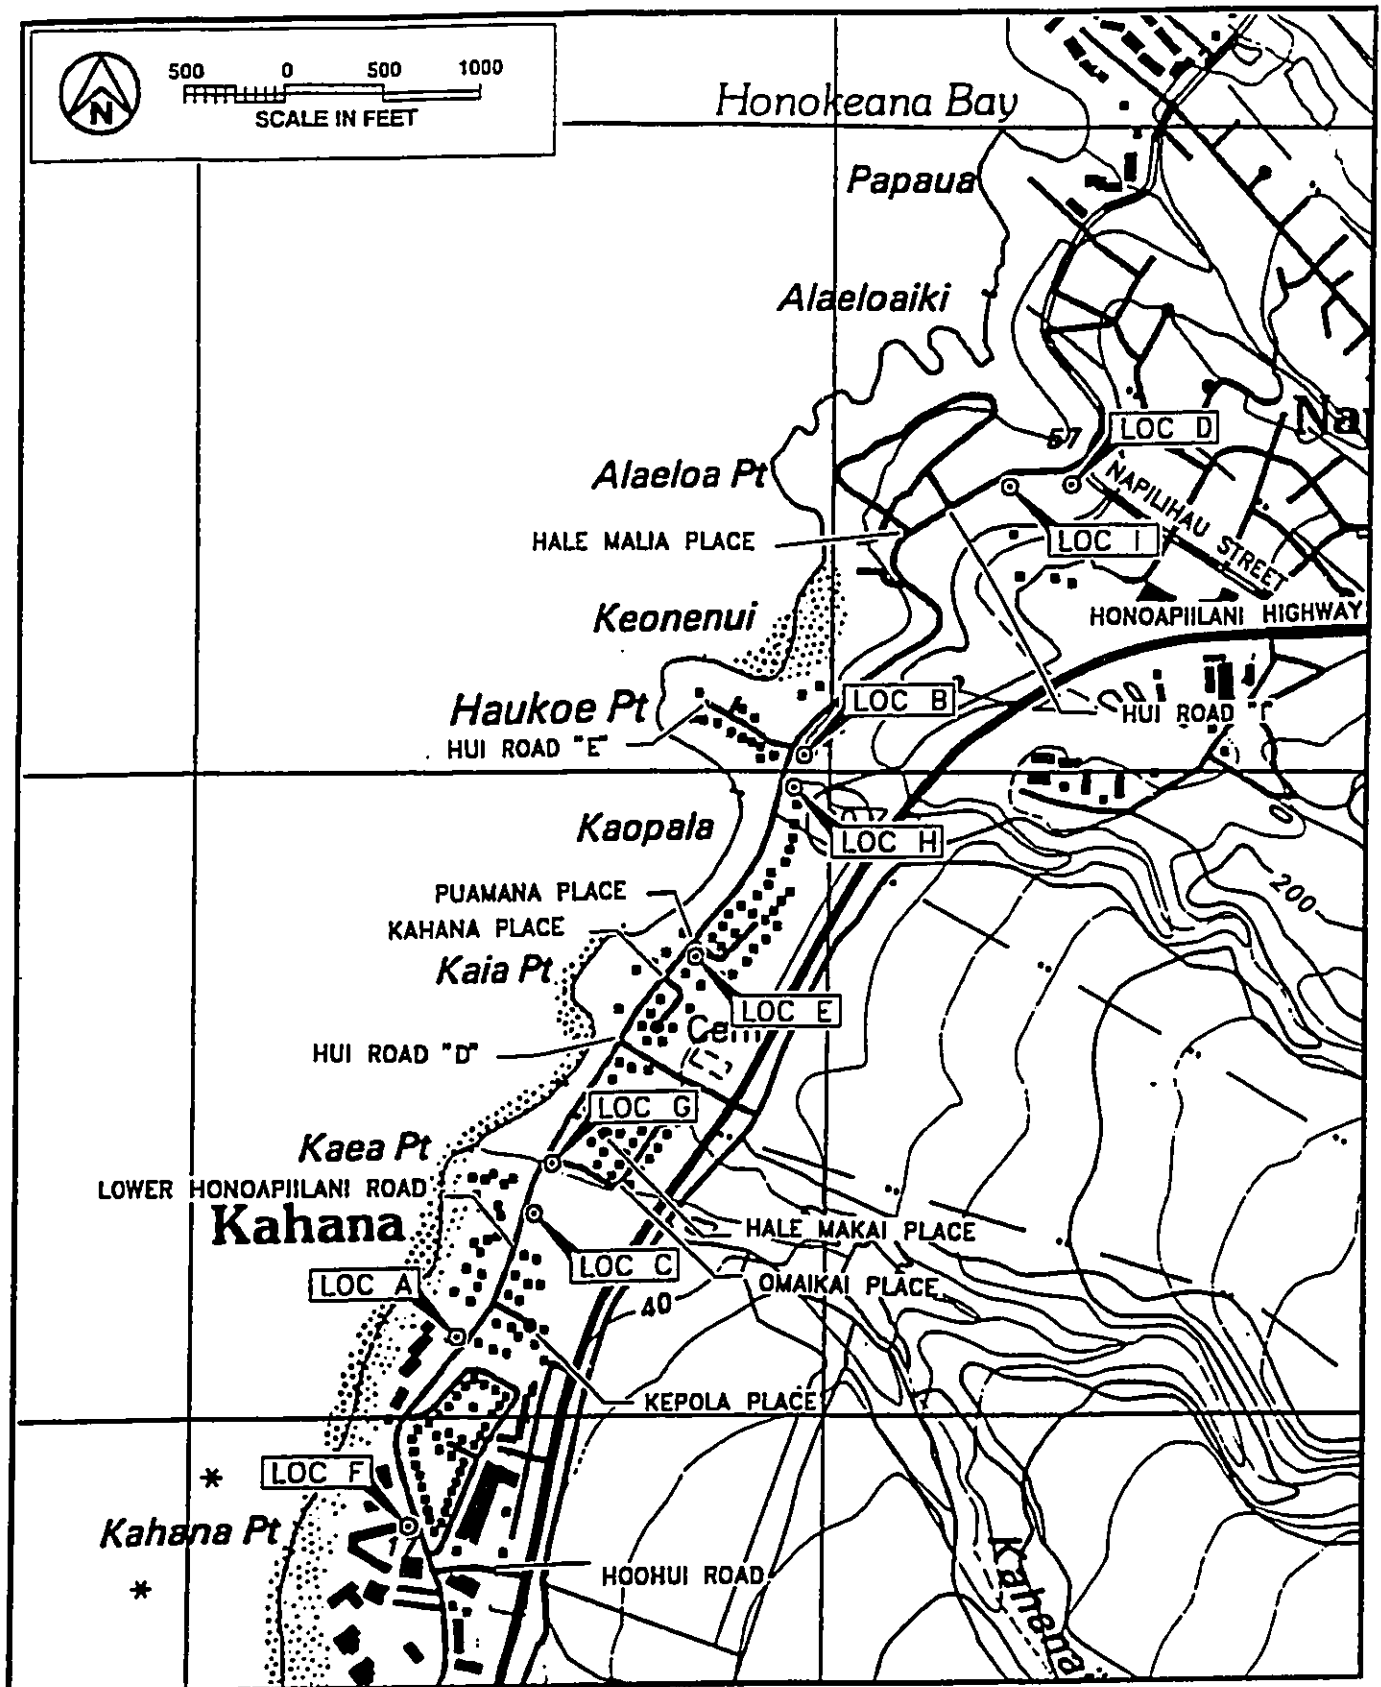 500 0 500 1000
SCALE IN FEET
N
Honokeana Bay
Papaua
Alaeloaiki
57
LOC D
Alaeloa Pt
NAPILIHAU STREET
HALE MALIA PLACE
LOC I
Keonenui
HONOAPIILANI HIGHWAY
Haukoe Pt
LOC B
HUI ROAD "E"
HUI ROAD
Kaopala
LOC H
PUAMANA PLACE
200
KAHANA PLACE
Kaia Pt
LOC E
Cem
HUI ROAD "D"
LOC G
Kaea Pt
LOWER HONOAPIILANI ROAD
Kahana
HALE MAKAI PLACE
LOC C
OMAIKAI PLACE
LOC A
40
KEPOLA PLACE
LOC F
*
Kahana Pt
*
HOOHUI ROAD
Kahana